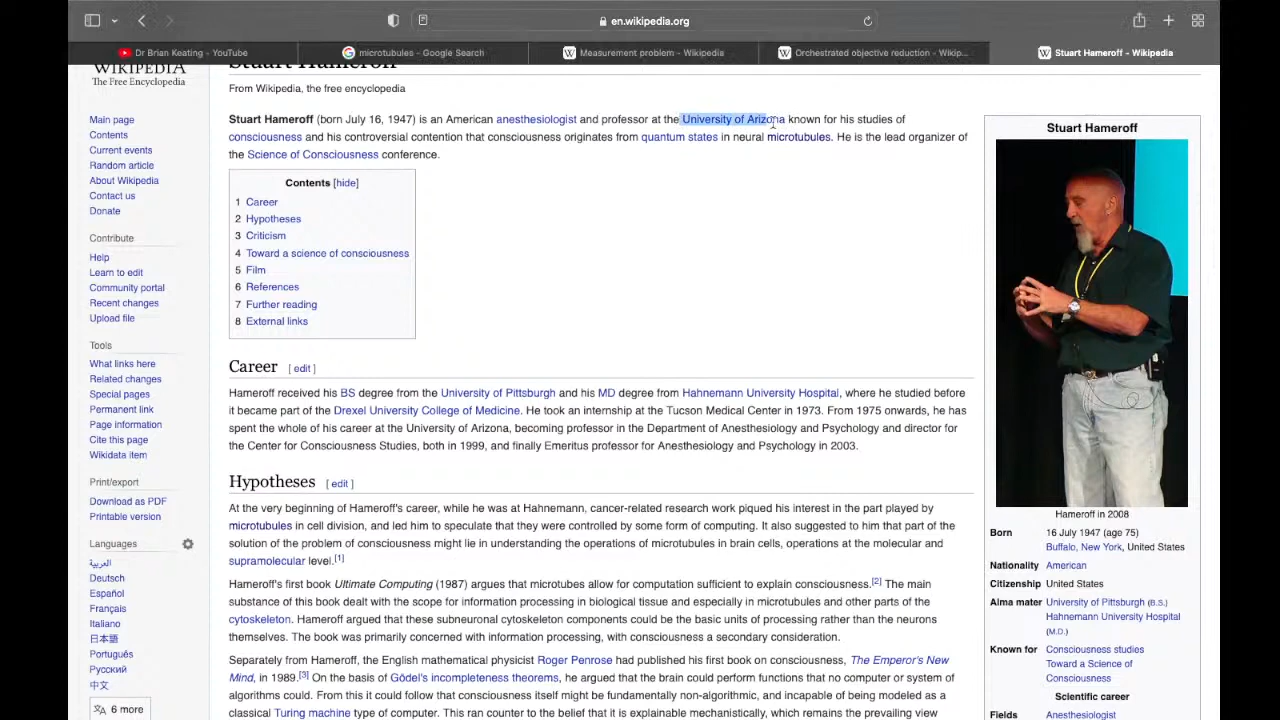 en.wikipedia.org
Dr Brian Keating - YouTube
microtubules - Google Search
Measurement problem - Wikipedia
Orchestrated objective reduction - Wikip...
Stuart Hameroff - Wikipedia
WIKIPEDIA
The Free Encyclopedia
Main page
Contents
Current events
Random article
About Wikipedia
Contact us
Donate
Contribute
Help
Learn to edit
Community portal
Recent changes
Upload file
Tools
What links here
Related changes
Special pages
Permanent link
Page information
Cite this page
Wikidata item
Print/export
Download as PDF
Printable version
Languages
العربية
Deutsch
Español
Français
Italiano
日本語
Português
Русский
中文
6 more
Stuart Hameroff
From Wikipedia, the free encyclopedia
Stuart Hameroff (born July 16, 1947) is an American anesthesiologist and professor at the University of Arizona known for his studies of
consciousness and his controversial contention that consciousness originates from quantum states in neural microtubules. He is the lead organizer of
the Science of Consciousness conference.
Contents [hide]
1 Career
2 Hypotheses
3 Criticism
4 Toward a science of consciousness
5 Film
6 References
7 Further reading
8 External links
Career [ edit ]
Hameroff received his BS degree from the University of Pittsburgh and his MD degree from Hahnemann University Hospital, where he studied before
it became part of the Drexel University College of Medicine. He took an internship at the Tucson Medical Center in 1973. From 1975 onwards, he has
spent the whole of his career at the University of Arizona, becoming professor in the Department of Anesthesiology and Psychology and director for
the Center for Consciousness Studies, both in 1999, and finally Emeritus professor for Anesthesiology and Psychology in 2003.
Hypotheses [ edit ]
At the very beginning of Hameroff's career, while he was at Hahnemann, cancer-related research work piqued his interest in the part played by
microtubules in cell division, and led him to speculate that they were controlled by some form of computing. It also suggested to him that part of the
solution of the problem of consciousness might lie in understanding the operations of microtubules in brain cells, operations at the molecular and
supramolecular level.[1]
Hameroff's first book Ultimate Computing (1987) argues that microtubes allow for computation sufficient to explain consciousness.[2] The main
substance of this book dealt with the scope for information processing in biological tissue and especially in microtubules and other parts of the
cytoskeleton. Hameroff argued that these subneuronal cytoskeleton components could be the basic units of processing rather than the neurons
themselves. The book was primarily concerned with information processing, with consciousness a secondary consideration.
Separately from Hameroff, the English mathematical physicist Roger Penrose had published his first book on consciousness, The Emperor's New
Mind, in 1989.[3] On the basis of Gödel's incompleteness theorems, he argued that the brain could perform functions that no computer or system of
algorithms could. From this it could follow that consciousness itself might be fundamentally non-algorithmic, and incapable of being modeled as a
classical Turing machine type of computer. This ran counter to the belief that it is explainable mechanistically, which remains the prevailing view
Stuart Hameroff
Hameroff in 2008
Born 16 July 1947 (age 75)
Buffalo, New York, United States
Nationality American
Citizenship United States
Alma mater University of Pittsburgh (B.S.)
Hahnemann University Hospital
(M.D.)
Known for Consciousness studies
Toward a Science of
Consciousness
Scientific career
Fields Anesthesiologist